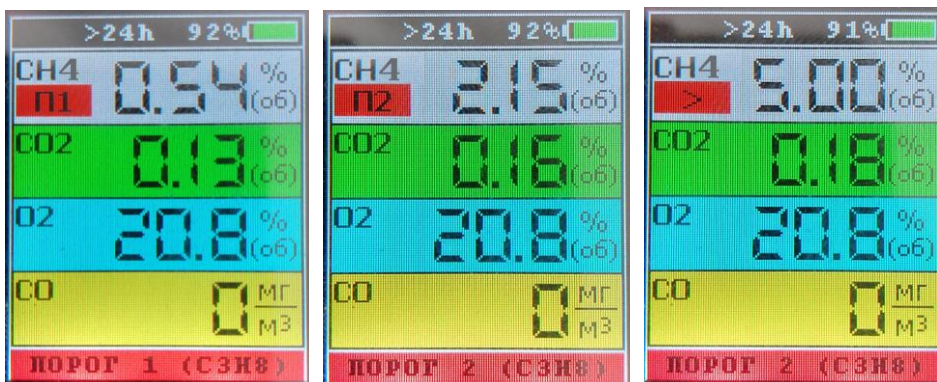 >24h 92%
CH4 0.54 % (об)
П1
CO2 0.13 % (об)
O2 20.8 % (об)
CO 0 мг/м3
ПОРОГ 1 (C3H8)
>24h 92%
CH4 2.15 % (об)
П2
CO2 0.16 % (об)
O2 20.8 % (об)
CO 0 мг/м3
ПОРОГ 2 (C3H8)
>24h 91%
CH4 5.00 % (об)
>
CO2 0.18 % (об)
O2 20.8 % (об)
CO 0 мг/м3
ПОРОГ 2 (C3H8)